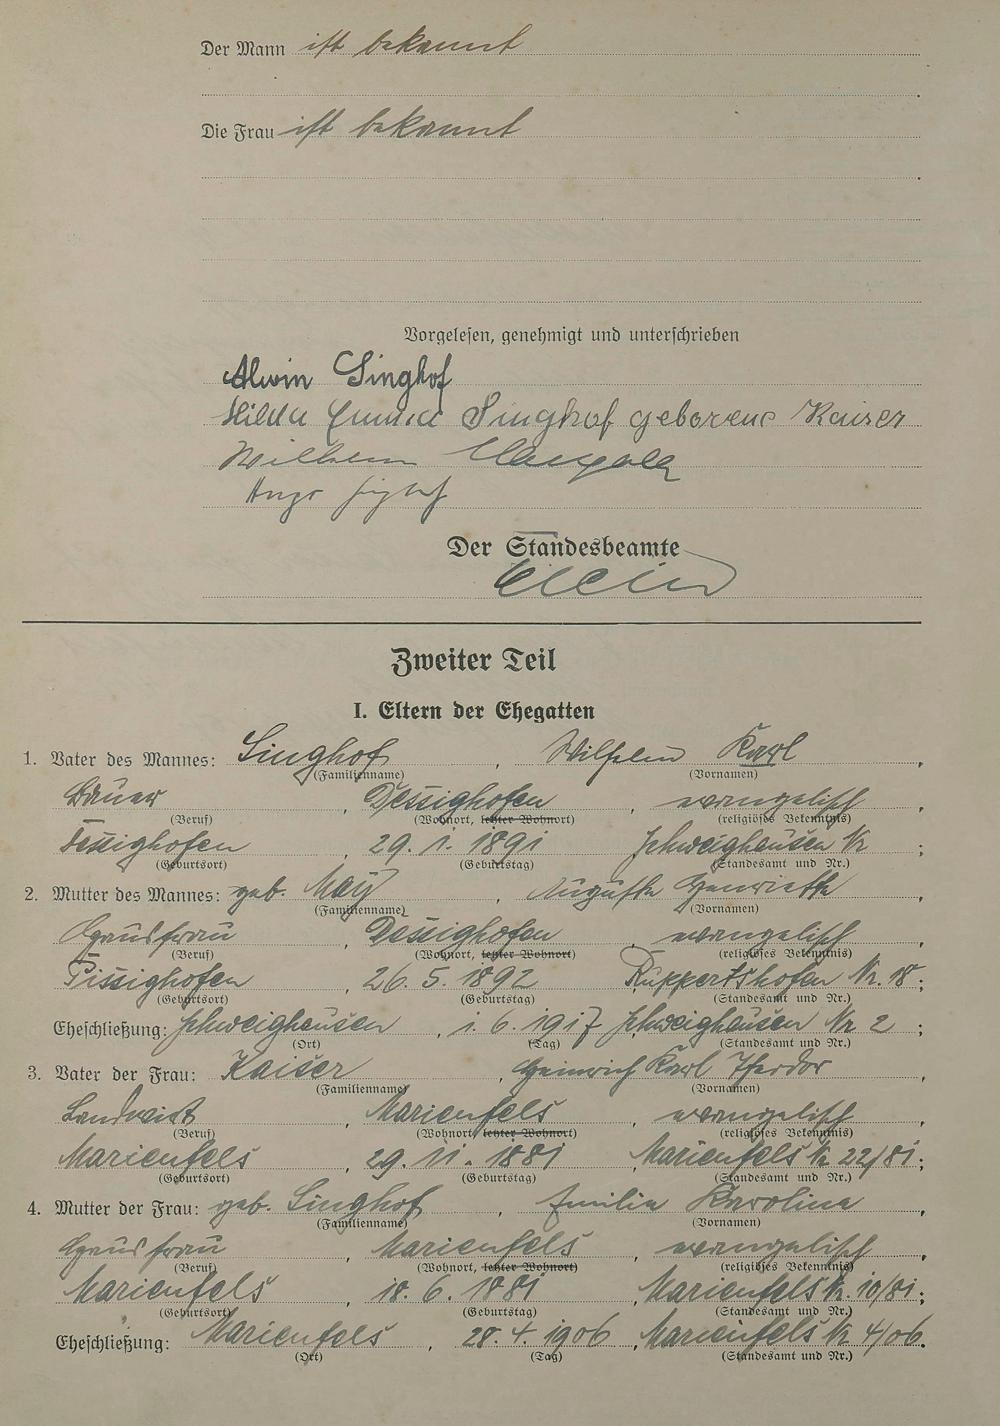 Der Mann ist bekannt
Die Frau ist bekannt
Vorgelesen, genehmigt und unterschrieben
Alwin Singhof
Hilda Emma Singhof geborene Kaiser
Wilhelm
Hugo Singhof
Der Standesbeamte
Zweiter Teil
I. Eltern der Ehegatten
1. Vater des Mannes: Singhof, Wilhelm Karl,
(Familienname) (Vornamen)
Bauer, Dessighofen, evangelisch,
(Beruf) (Wohnort, letzter Wohnort) (religiöses Bekenntnis)
Dessighofen, 29. 1. 1891 Schweighausen Nr ;
(Geburtsort) (Geburtstag) (Standesamt und Nr.)
2. Mutter des Mannes: geb. May, Auguste Henriette,
(Familienname) (Vornamen)
Hausfrau, Dessighofen, evangelisch,
(Beruf) (Wohnort, letzter Wohnort) (religiöses Bekenntnis)
Pissighofen, 26. 5. 1892 Ruppertshofen Nr. 18;
(Geburtsort) (Geburtstag) (Standesamt und Nr.)
Eheschließung: Schweighausen, 1. 6. 1917, Schweighausen Nr 2;
(Ort) (Tag) (Standesamt und Nr.)
3. Vater der Frau: Kaiser, Heinrich Karl Theodor,
(Familienname) (Vornamen)
Landwirt, Marienfels, evangelisch,
(Beruf) (Wohnort, letzter Wohnort) (religiöses Bekenntnis)
Marienfels, 29. 11. 1881 Marienfels Nr 22/81;
(Geburtsort) (Geburtstag) (Standesamt und Nr.)
4. Mutter der Frau: geb. Singhof, Emilie Karoline,
(Familienname) (Vornamen)
Hausfrau, Marienfels, evangelisch,
(Beruf) (Wohnort, letzter Wohnort) (religiöses Bekenntnis)
Marienfels, 18. 6. 1881 Marienfels Nr. 10/81;
(Geburtsort) (Geburtstag) (Standesamt und Nr.)
Eheschließung: Marienfels, 28. 4. 1906, Marienfels Nr 4/06.
(Ort) (Tag) (Standesamt und Nr.)